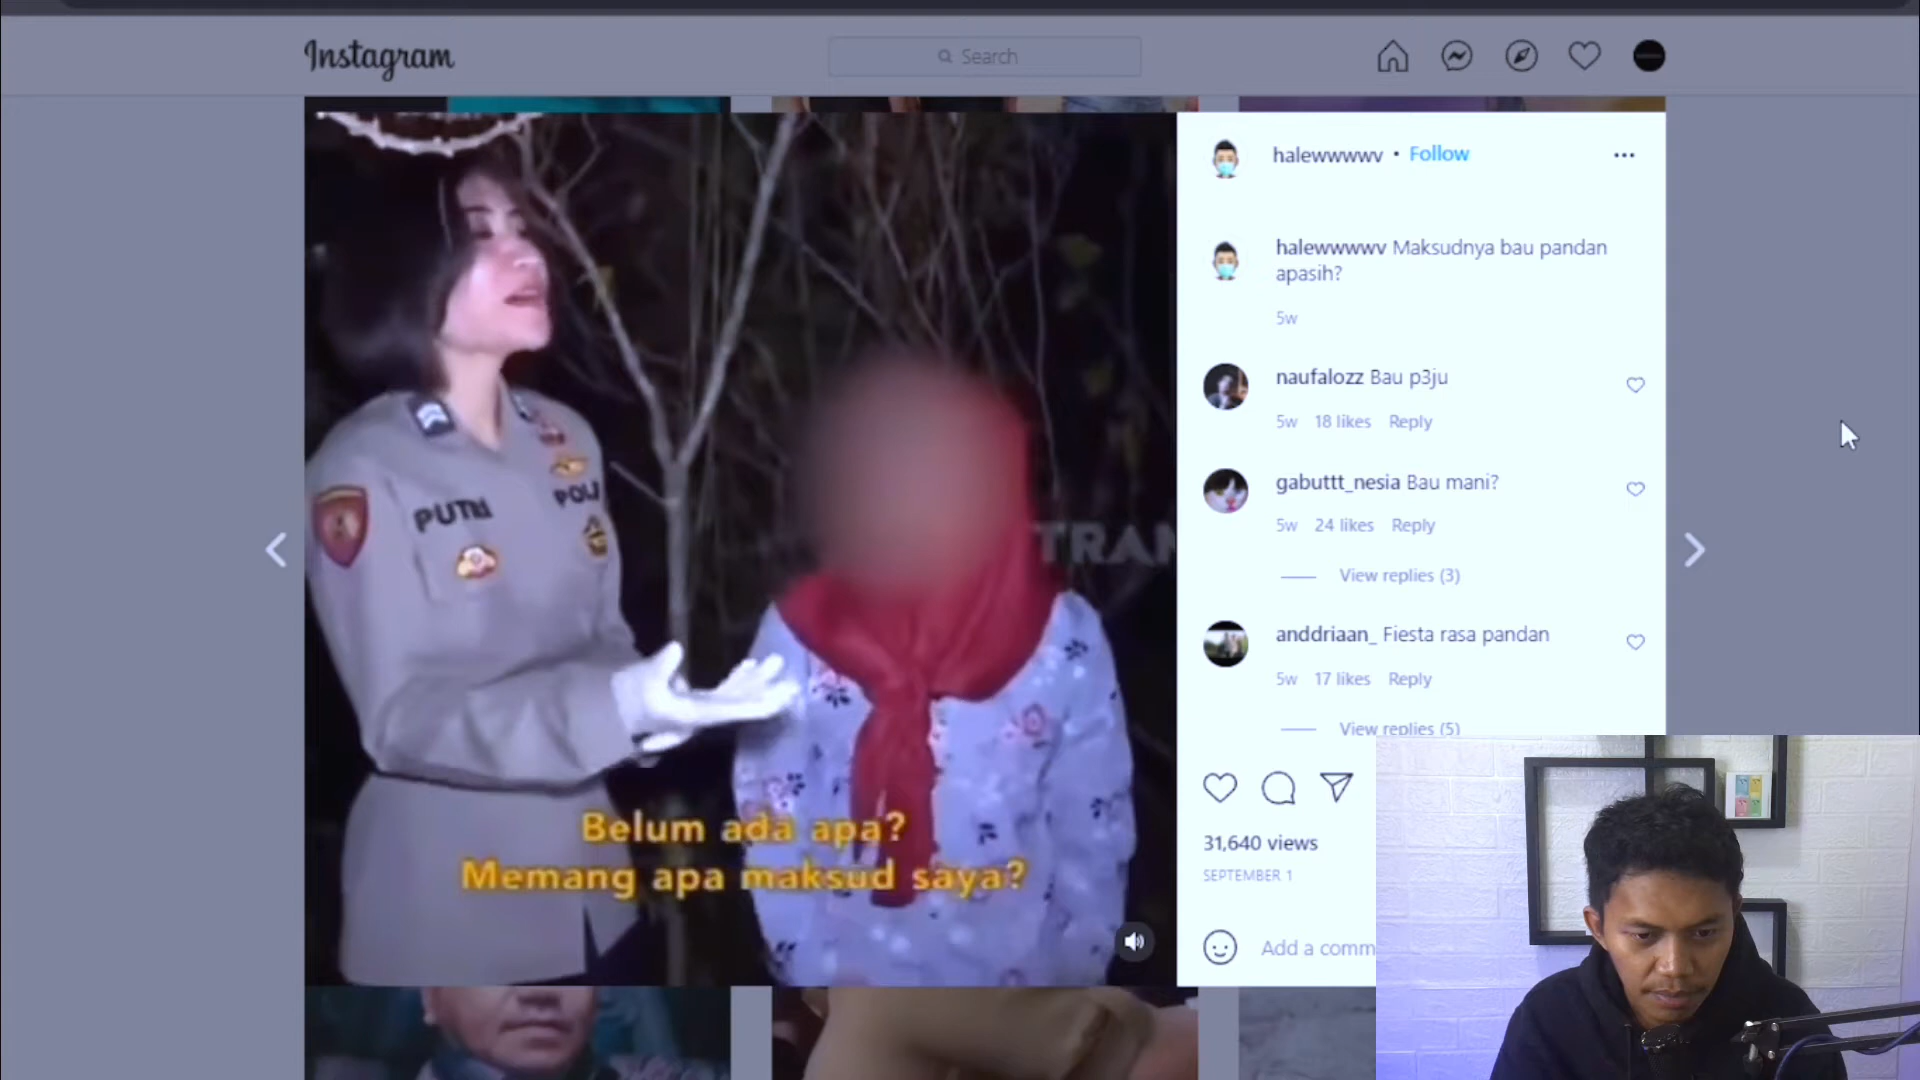 Instagram
Search
PUTRI
POLI
TRAN
Belum ada apa?
Memang apa maksud saya?
halewwwwv • Follow
halewwwwv Maksudnya bau pandan
apasih?
5w
naufalozz Bau p3ju
5w 18 likes Reply
gabuttt_nesia Bau mani?
5w 24 likes Reply
View replies (3)
anddriaan_ Fiesta rasa pandan
5w 17 likes Reply
View replies (5)
31,640 views
SEPTEMBER 1
Add a comm